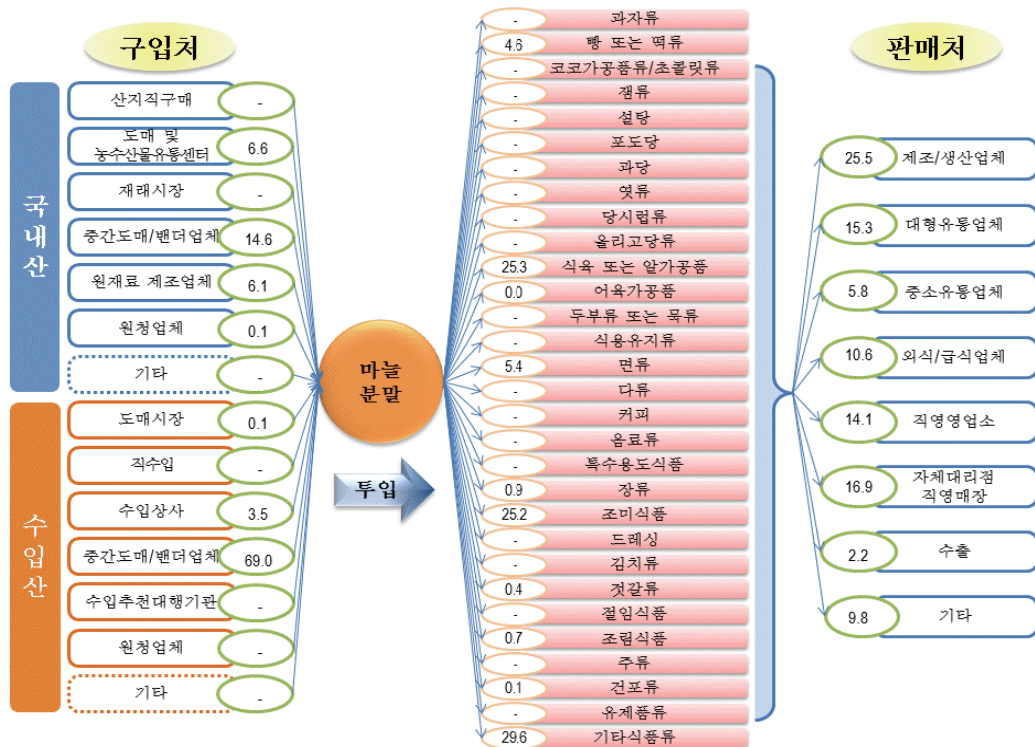 구입처
국내산
산지직구매
-
도매 및
농수산물유통센터
6.6
재래시장
-
중간도매/밴더업체
14.6
원재료 제조업체
6.1
원청업체
0.1
기타
-
수입산
도매시장
0.1
직수입
-
수입상사
3.5
중간도매/밴더업체
69.0
수입추천대행기관
-
원청업체
-
기타
-
마늘
분말
투입
- 과자류
4.6 빵 또는 떡류
- 코코가공품류/초콜릿류
- 잼류
- 설탕
- 포도당
- 과당
- 엿류
- 당시럽류
- 올리고당류
25.3 식육 또는 알가공품
0.0 어육가공품
- 두부류 또는 묵류
- 식용유지류
5.4 면류
- 다류
- 커피
- 음료류
- 특수용도식품
0.9 장류
25.2 조미식품
- 드레싱
- 김치류
0.4 젓갈류
- 절임식품
0.7 조림식품
- 주류
0.1 건포류
- 유제품류
29.6 기타식품류
판매처
25.5 제조/생산업체
15.3 대형유통업체
5.8 중소유통업체
10.6 외식/급식업체
14.1 직영영업소
16.9 자체대리점
직영매장
2.2 수출
9.8 기타